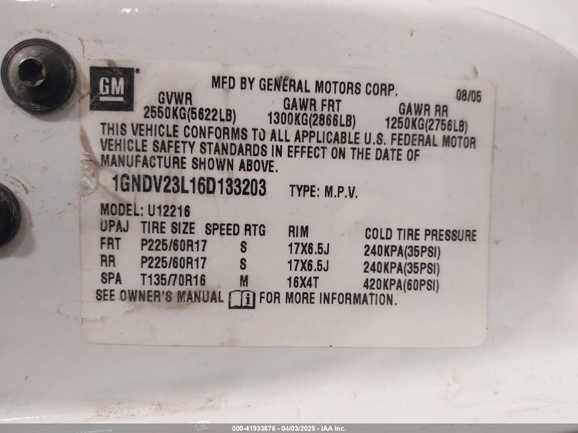 GM
MFD BY GENERAL MOTORS CORP.
08/05
GVWR GAWR FRT GAWR RR
2550KG(5622LB) 1300KG(2866LB) 1250KG(2756LB)
THIS VEHICLE CONFORMS TO ALL APPLICABLE U.S. FEDERAL MOTOR
VEHICLE SAFETY STANDARDS IN EFFECT ON THE DATE OF
MANUFACTURE SHOWN ABOVE.
1GNDV23L16D133203 TYPE: M.P.V.
MODEL: U12216
UPAJ TIRE SIZE SPEED RTG RIM COLD TIRE PRESSURE
FRT P225/60R17 S 17X6.5J 240KPA(35PSI)
RR P225/60R17 S 17X6.5J 240KPA(35PSI)
SPA T135/70R16 M 16X4T 420KPA(60PSI)
SEE OWNER'S MANUAL FOR MORE INFORMATION.
000-41933876 - 04/03/2025 - IAA Inc.